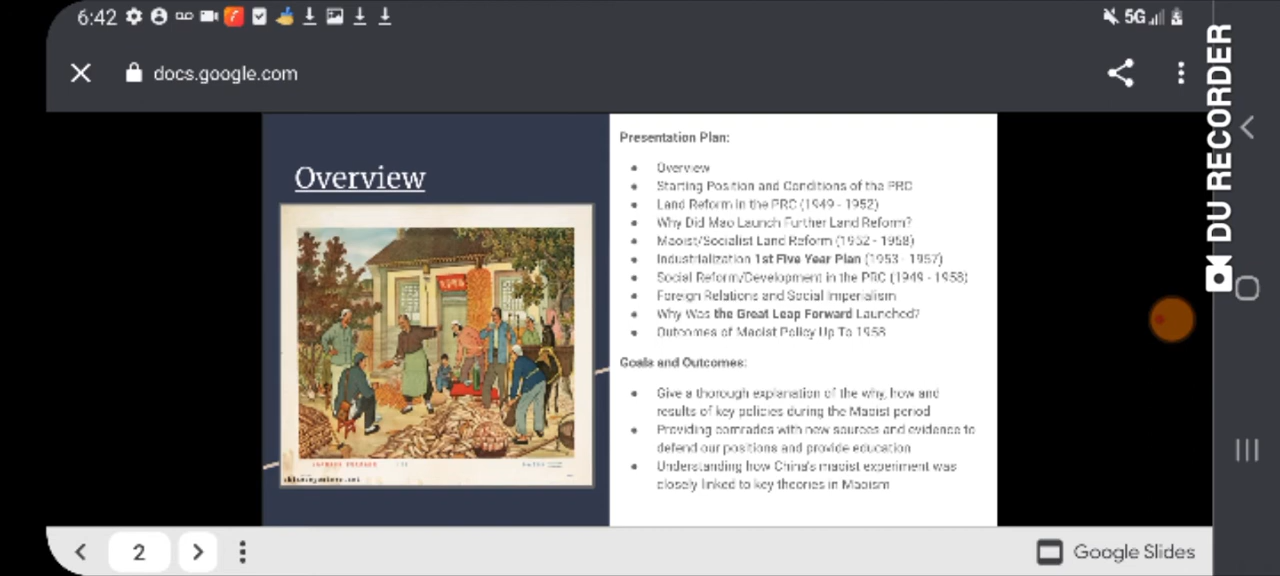 6:42
5G
docs.google.com
DU RECORDER
Overview
Presentation Plan:
Overview
Starting Position and Conditions of the PRC
Land Reform in the PRC (1949 - 1952)
Why Did Mao Launch Further Land Reform?
Maoist/Socialist Land Reform (1952 - 1958)
Industrialization 1st Five Year Plan (1953 - 1957)
Social Reform/Development in the PRC (1949 - 1958)
Foreign Relations and Social Imperialism
Why Was the Great Leap Forward Launched?
Outcomes of Maoist Policy Up To 1958
Goals and Outcomes:
Give a thorough explanation of the why, how and
results of key policies during the Maoist period
Providing comrades with new sources and evidence to
defend our positions and provide education
Understanding how China's maoist experiment was
closely linked to key theories in Maoism
2
Google Slides